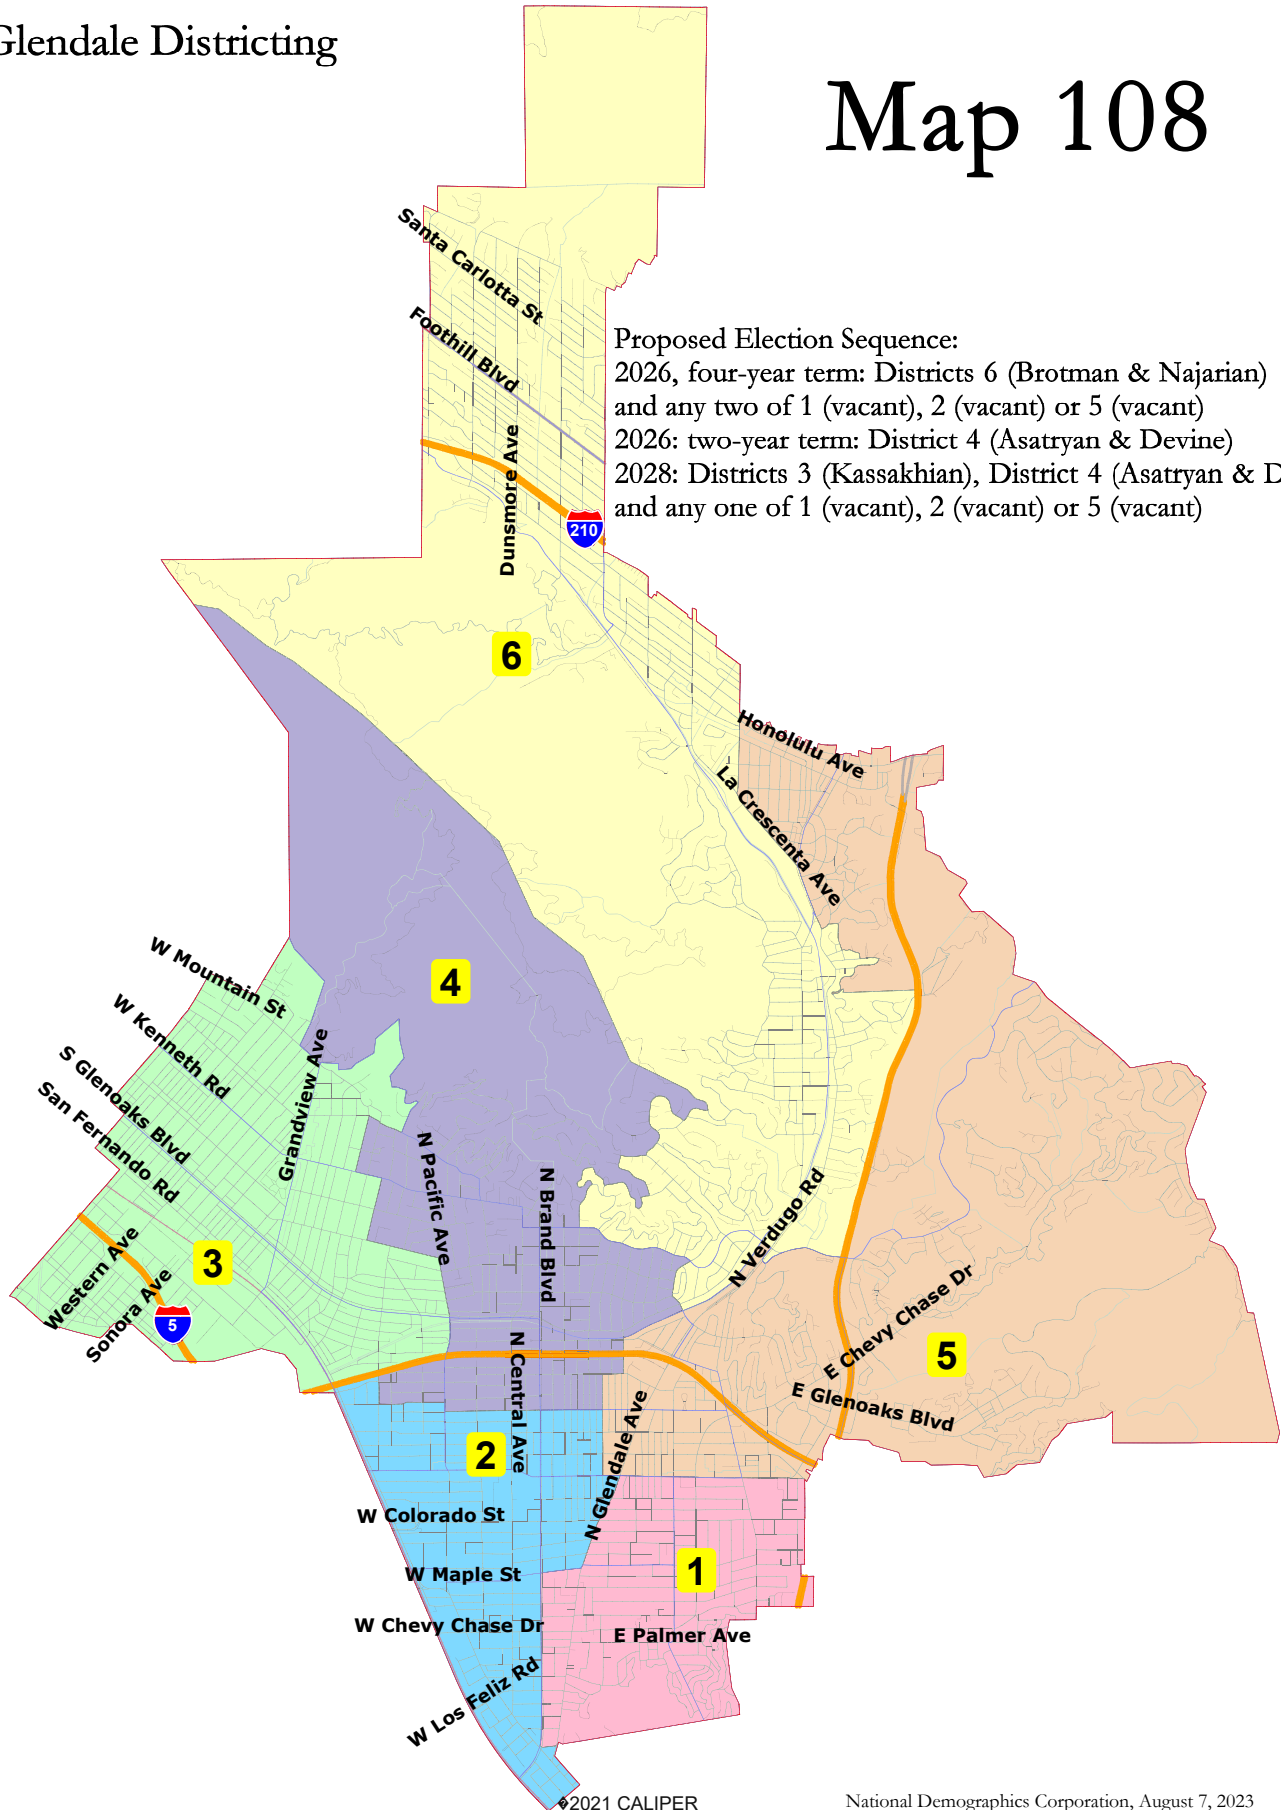 Glendale Districting
Map 108
Santa Carlotta St
Foothill Blvd
Proposed Election Sequence:
2026, four-year term: Districts 6 (Brotman & Najarian)
and any two of 1 (vacant), 2 (vacant) or 5 (vacant)
2026: two-year term: District 4 (Asatryan & Devine)
2028: Districts 3 (Kassakhian), District 4 (Asatryan & D
and any one of 1 (vacant), 2 (vacant) or 5 (vacant)
Dunsmore Ave
210
6
Honolulu Ave
La Crescenta Ave
W Mountain St
4
W Kenneth Rd
S Glenoaks Blvd
San Fernando Rd
Grandview Ave
N Pacific Ave
N Brand Blvd
N Verdugo Rd
3
Western Ave
Sonora Ave
5
N Central Ave
E Chevy Chase Dr
5
E Glenoaks Blvd
2
N Glendale Ave
W Colorado St
W Maple St
1
W Chevy Chase Dr
E Palmer Ave
W Los Feliz Rd
�2021 CALIPER
National Demographics Corporation, August 7, 2023